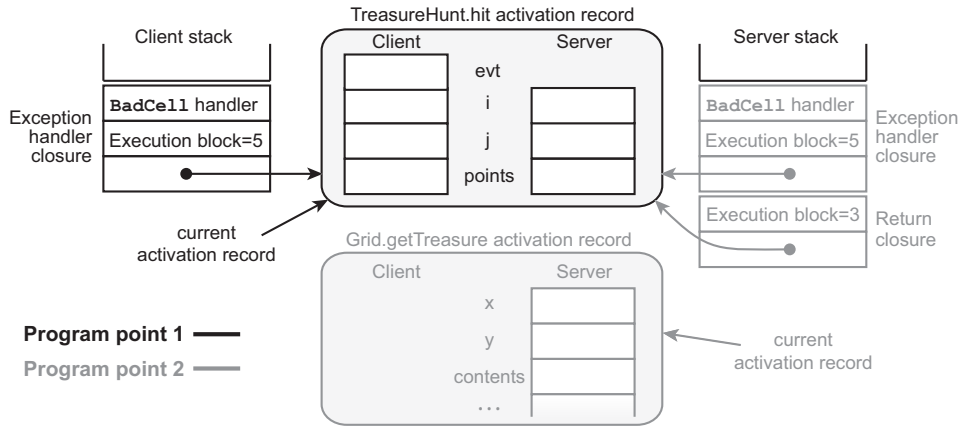 TreasureHunt.hit activation record
Client stack
Client
Server
Server stack
evt
i
j
points
Exception
handler
closure
BadCell handler
Execution block=5
current
activation record
BadCell handler
Execution block=5
Exception
handler
closure
Execution block=3
Return
closure
Grid.getTreasure activation record
Client
Server
x
y
contents
...
Program point 1
Program point 2
current
activation record